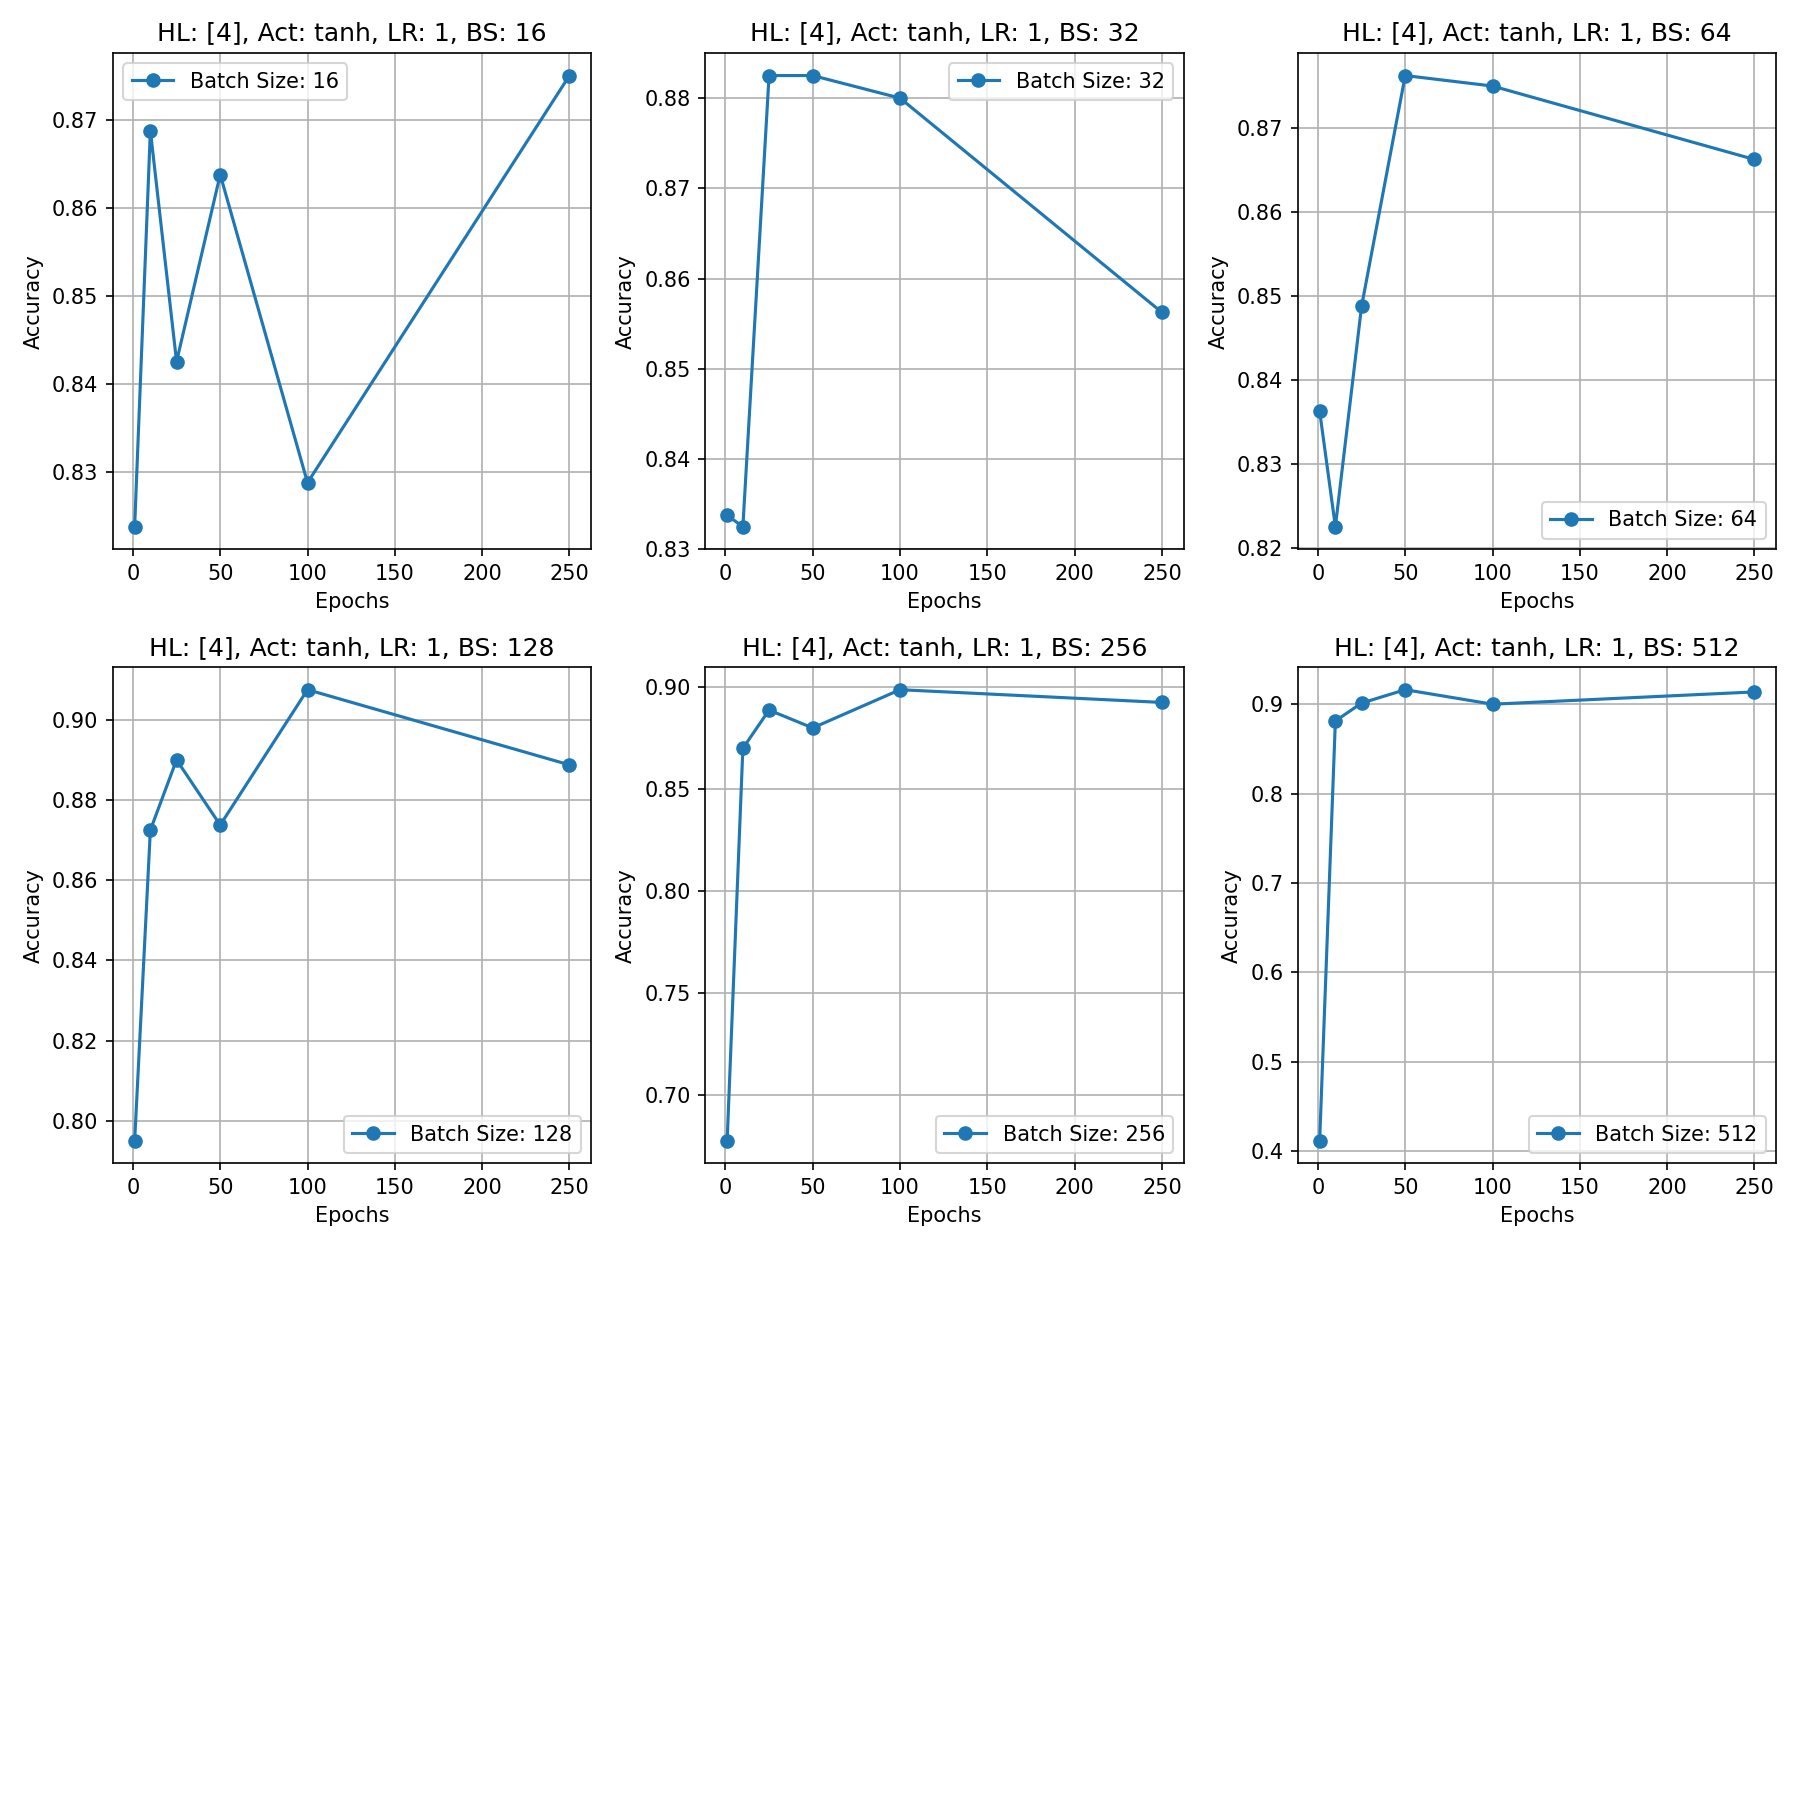 HL: [4], Act: tanh, LR: 1, BS: 16
Batch Size: 16
Accuracy
0.87
0.86
0.85
0.84
0.83
0 50 100 150 200 250
Epochs
HL: [4], Act: tanh, LR: 1, BS: 32
Batch Size: 32
Accuracy
0.88
0.87
0.86
0.85
0.84
0.83
0 50 100 150 200 250
Epochs
HL: [4], Act: tanh, LR: 1, BS: 64
Accuracy
0.87
0.86
0.85
0.84
0.83
0.82
Batch Size: 64
0 50 100 150 200 250
Epochs
HL: [4], Act: tanh, LR: 1, BS: 128
Accuracy
0.90
0.88
0.86
0.84
0.82
0.80
Batch Size: 128
0 50 100 150 200 250
Epochs
HL: [4], Act: tanh, LR: 1, BS: 256
Accuracy
0.90
0.85
0.80
0.75
0.70
Batch Size: 256
0 50 100 150 200 250
Epochs
HL: [4], Act: tanh, LR: 1, BS: 512
Accuracy
0.9
0.8
0.7
0.6
0.5
0.4
Batch Size: 512
0 50 100 150 200 250
Epochs